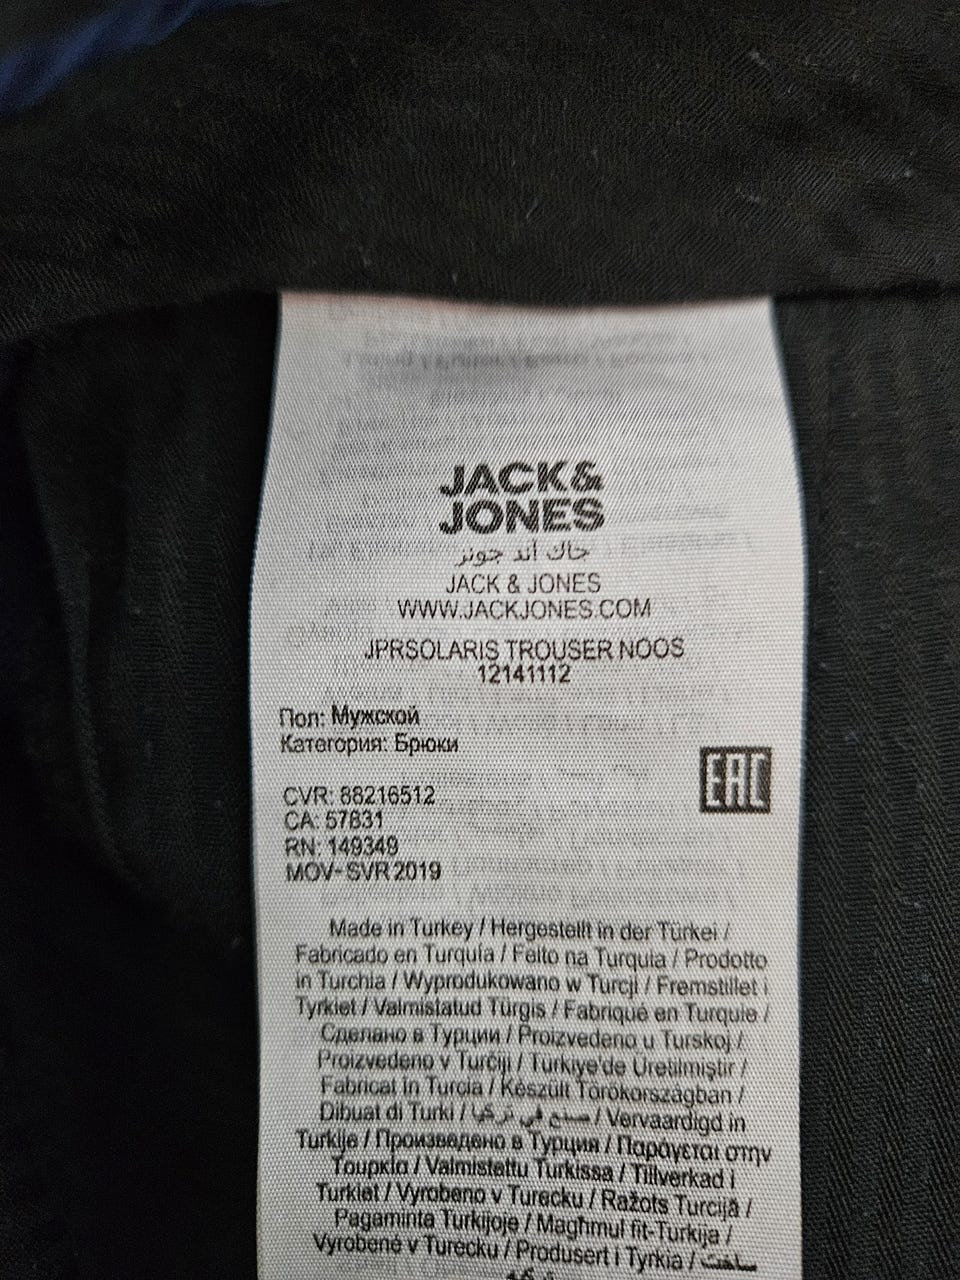 JACK&
JONES
جاك آند جونز
JACK & JONES
WWW.JACKJONES.COM
JPRSOLARIS TROUSER NOOS
12141112
Пол: Мужской
Категория: Брюки
EAC
CVR: 88216512
CA: 57831
RN: 149349
MOV-SVR 2019
Made in Turkey / Hergestellt in der Türkei /
Fabricado en Turquía / Feito na Turquia / Prodotto
in Turchia / Wyprodukowano w Turcji / Fremstillet i
Tyrkiet / Valmistatud Türgis / Fabriqué en Turquie /
Сделано в Турции / Proizvedeno u Turskoj /
Proizvedeno v Turčiji / Türkiye'de Üretilmiştir /
Fabricat în Turcia / Készült Törökországban /
Dibuat di Turki / صنع في تركيا / Vervaardigd in
Turkije / Произведено в Турция / Παράγεται στην
Τουρκία / Valmistettu Turkissa / Tillverkad i
Turkiet / Vyrobeno v Turecku / Ražots Turcijā /
Pagaminta Turkijoje / Magħmul fit-Turkija /
Vyrobené v Turecku / Produsert i Tyrkia / ساخت